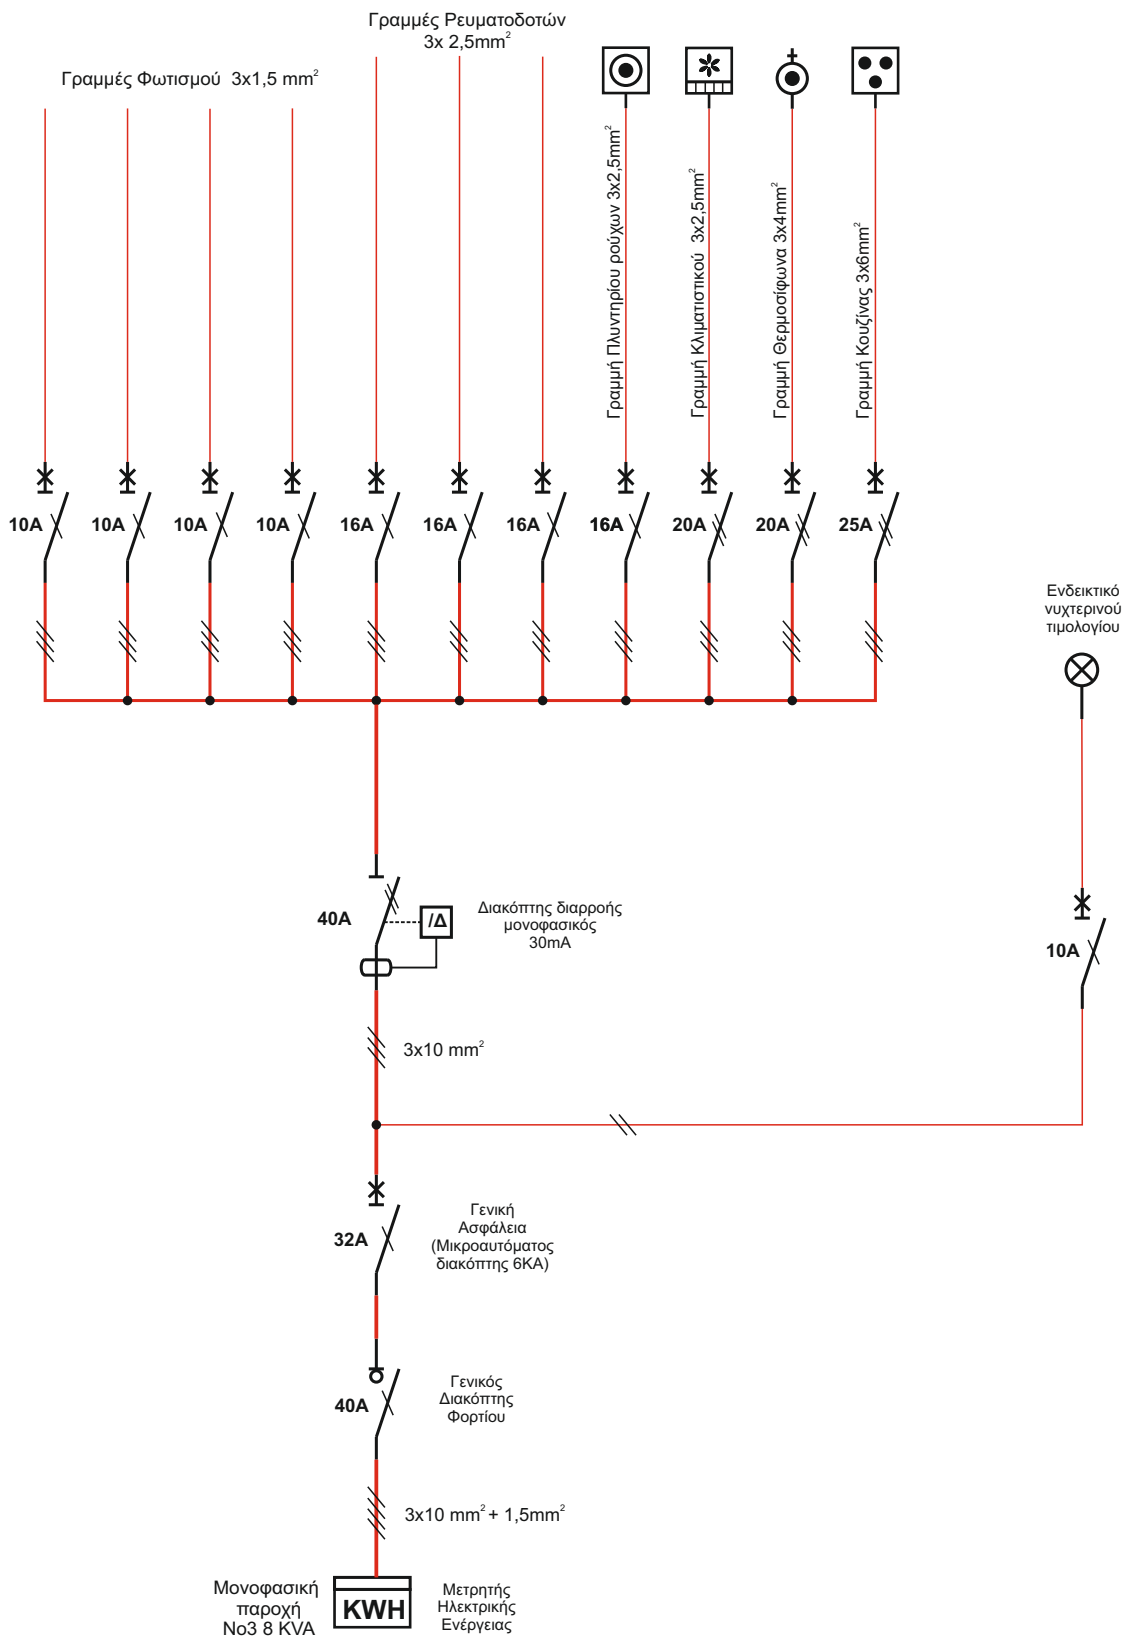 Γραμμές Ρευματοδοτών
3x 2,5mm²
Γραμμές Φωτισμού 3x1,5 mm²
Γραμμή Πλυντηρίου ρούχων 3x2,5mm²
Γραμμή Κλιματιστικού 3x2,5mm²
Γραμμή Θερμοσίφωνα 3x4mm²
Γραμμή Κουζίνας 3x6mm²
10A 10A 10A 10A 16A 16A 16A 16A 20A 20A 25A
Ενδεικτικό
νυχτερινού
τιμολογίου
40A
/Δ
Διακόπτης διαρροής
μονοφασικός
30mA
10A
3x10 mm²
32A
Γενική
Ασφάλεια
(Μικροαυτόματος
διακόπτης 6KA)
40A
Γενικός
Διακόπτης
Φορτίου
3x10 mm² + 1,5mm²
Μονοφασική
παροχή
Νο3 8 KVA
KWH
Μετρητής
Ηλεκτρικής
Ενέργειας